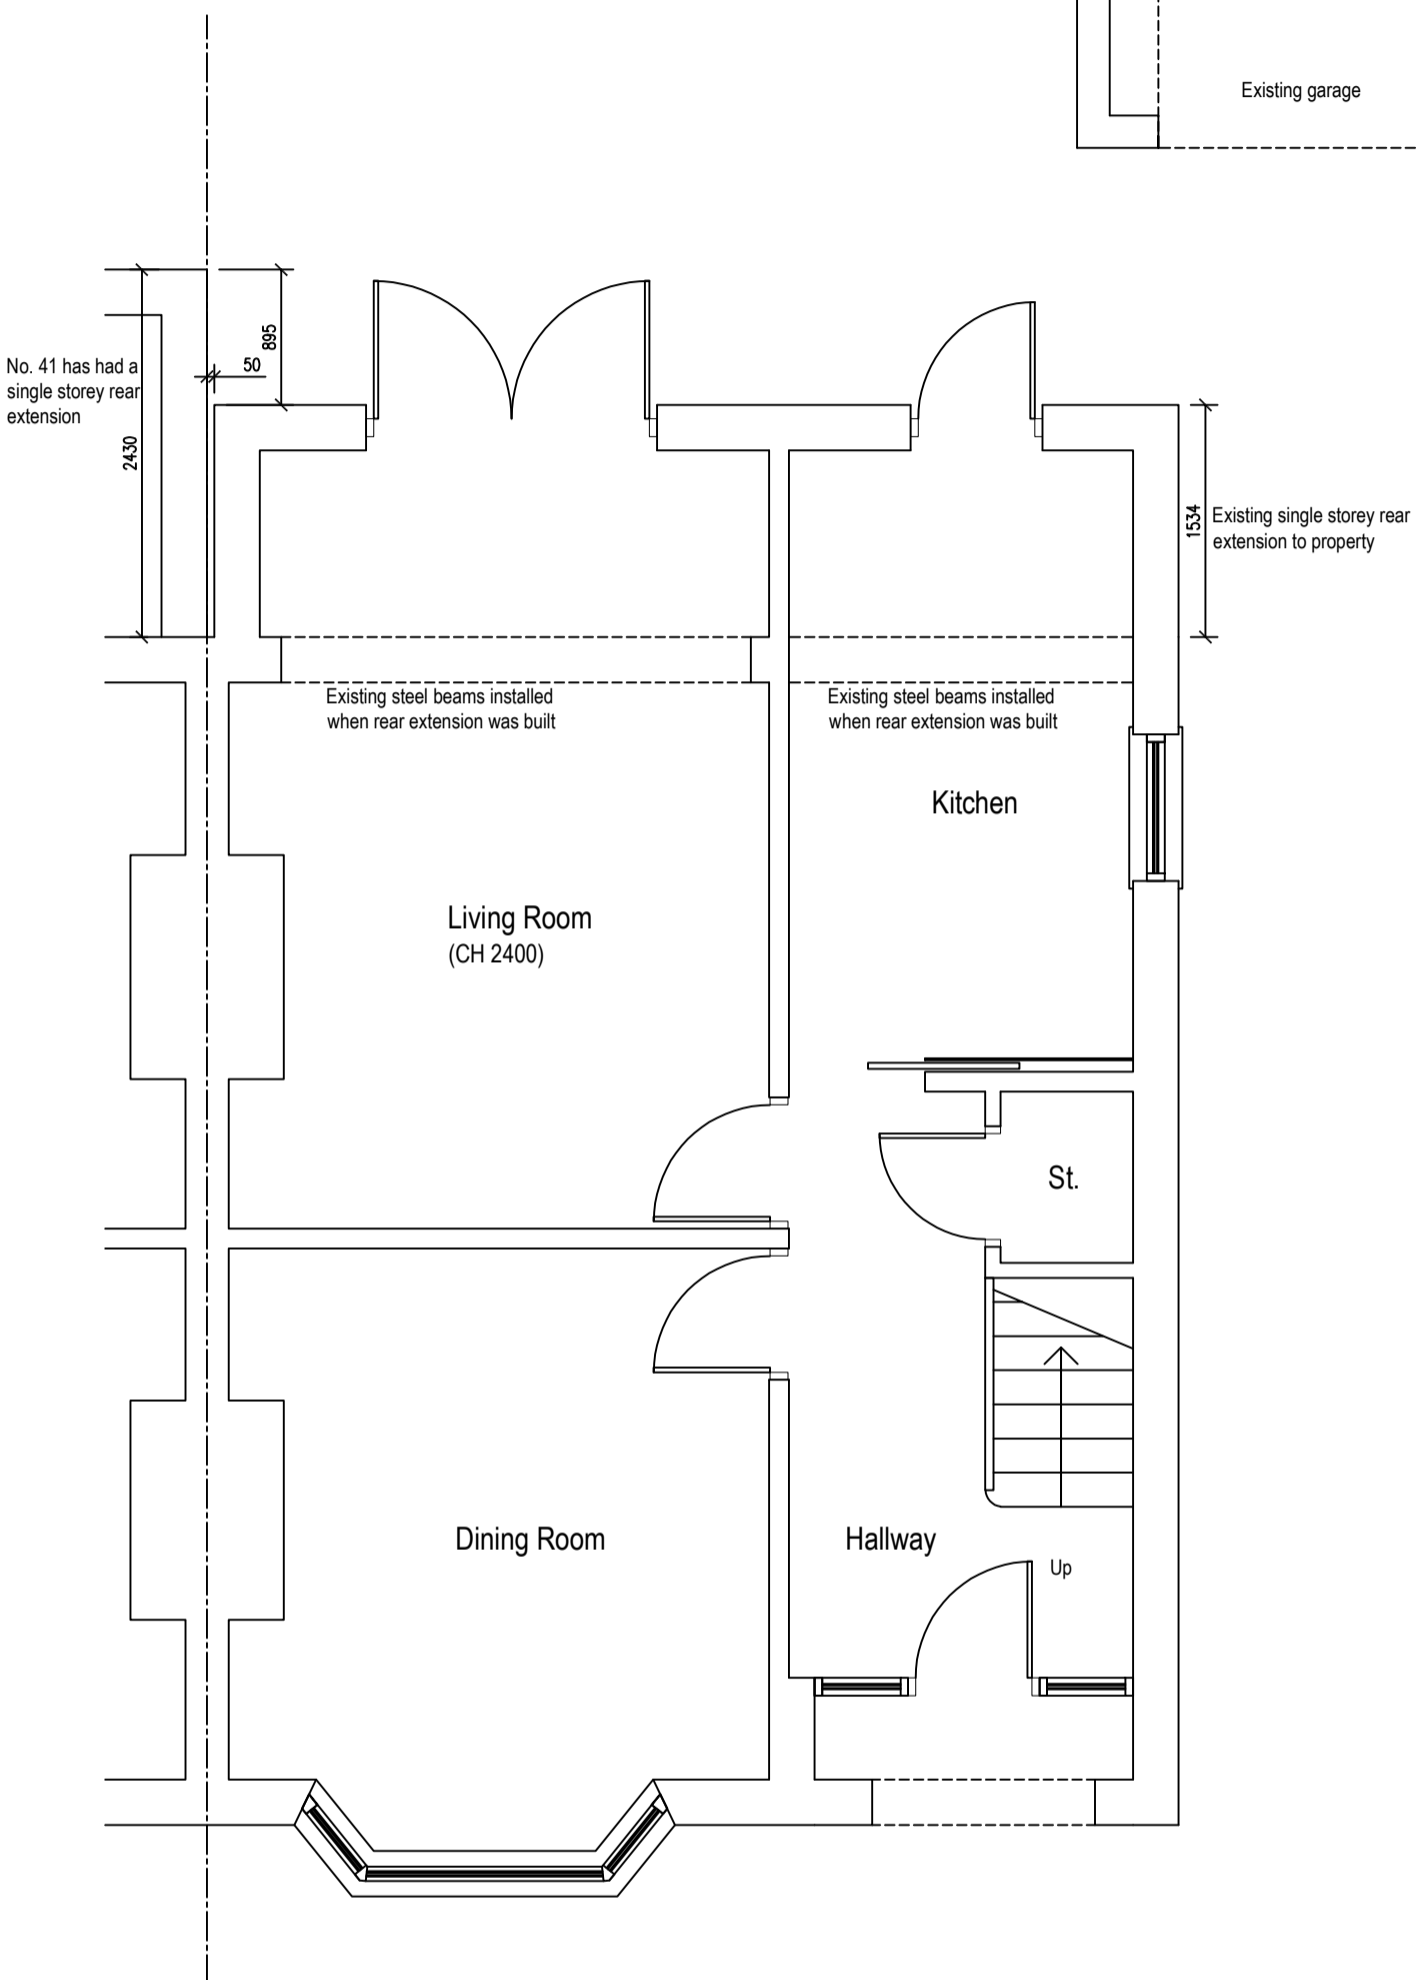 Existing garage
895
50
No. 41 has had a
single storey rear
extension
2430
1534
Existing single storey rear
extension to property
Existing steel beams installed
when rear extension was built
Existing steel beams installed
when rear extension was built
Kitchen
Living Room
(CH 2400)
St.
Dining Room
Hallway
Up